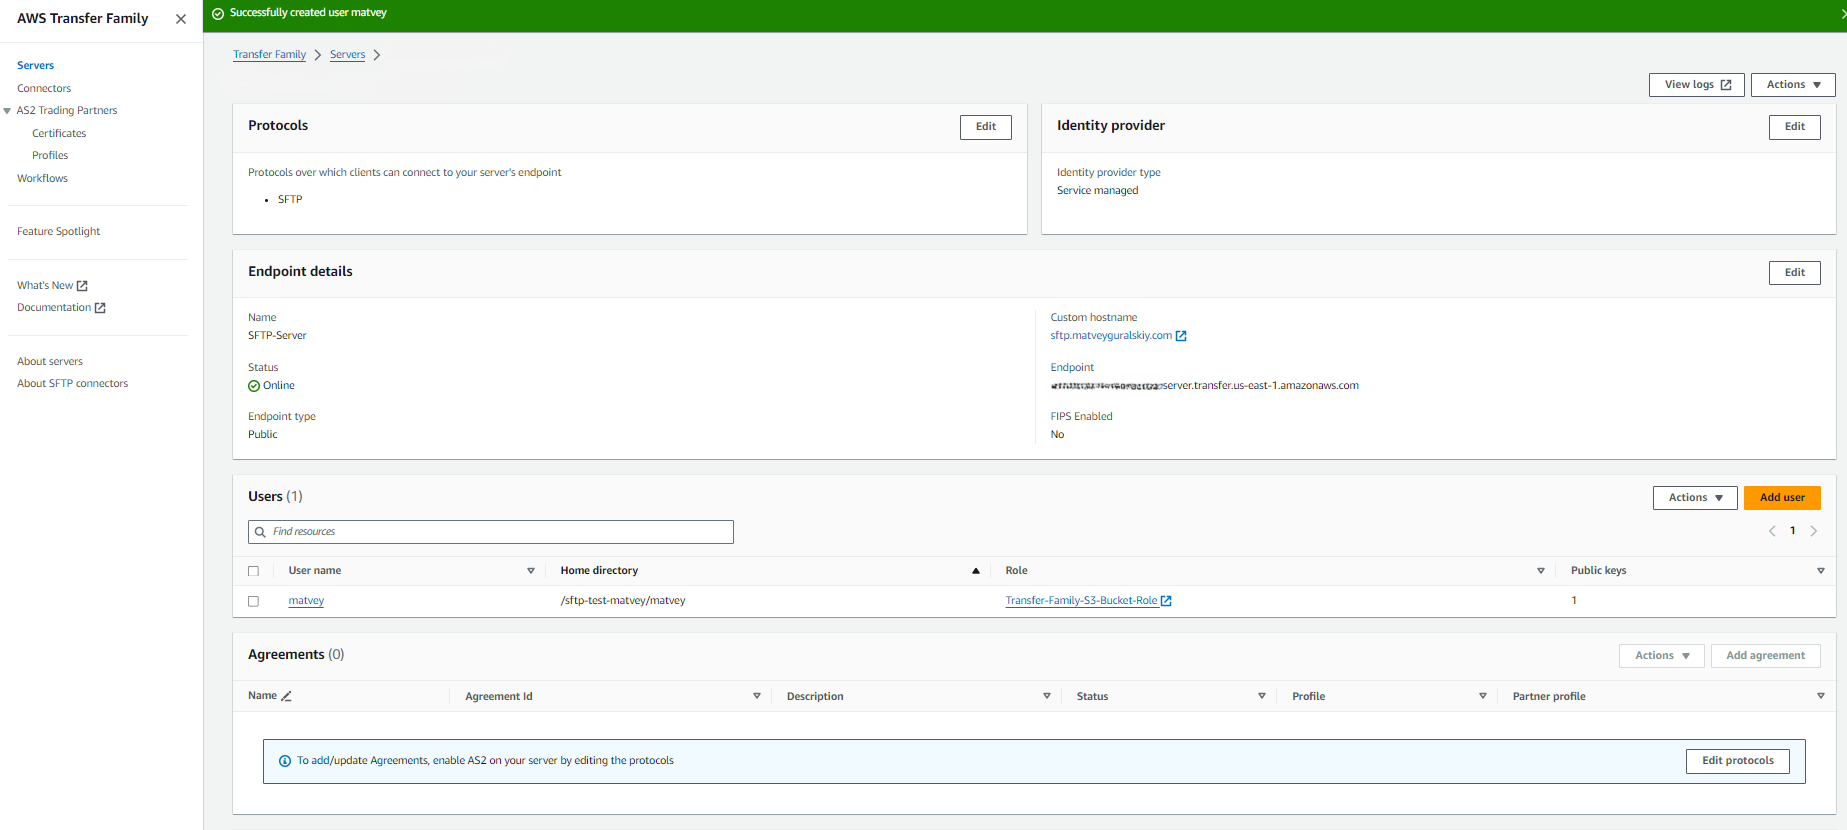 AWS Transfer Family
Successfully created user matvey
Servers
Connectors
AS2 Trading Partners
Certificates
Profiles
Workflows
Feature Spotlight
What's New
Documentation
About servers
About SFTP connectors
Transfer Family
Servers
View logs
Actions
Protocols
Edit
Protocols over which clients can connect to your server's endpoint
SFTP
Identity provider
Edit
Identity provider type
Service managed
Endpoint details
Edit
Name
SFTP-Server
Status
Online
Endpoint type
Public
Custom hostname
sftp.matveyguralskiy.com
Endpoint
server.transfer.us-east-1.amazonaws.com
FIPS Enabled
No
Users (1)
Actions
Add user
Find resources
1
User name Home directory Role Public keys
matvey /sftp-test-matvey/matvey Transfer-Family-S3-Bucket-Role 1
Agreements (0)
Actions
Add agreement
Name Agreement Id Description Status Profile Partner profile
To add/update Agreements, enable AS2 on your server by editing the protocols
Edit protocols